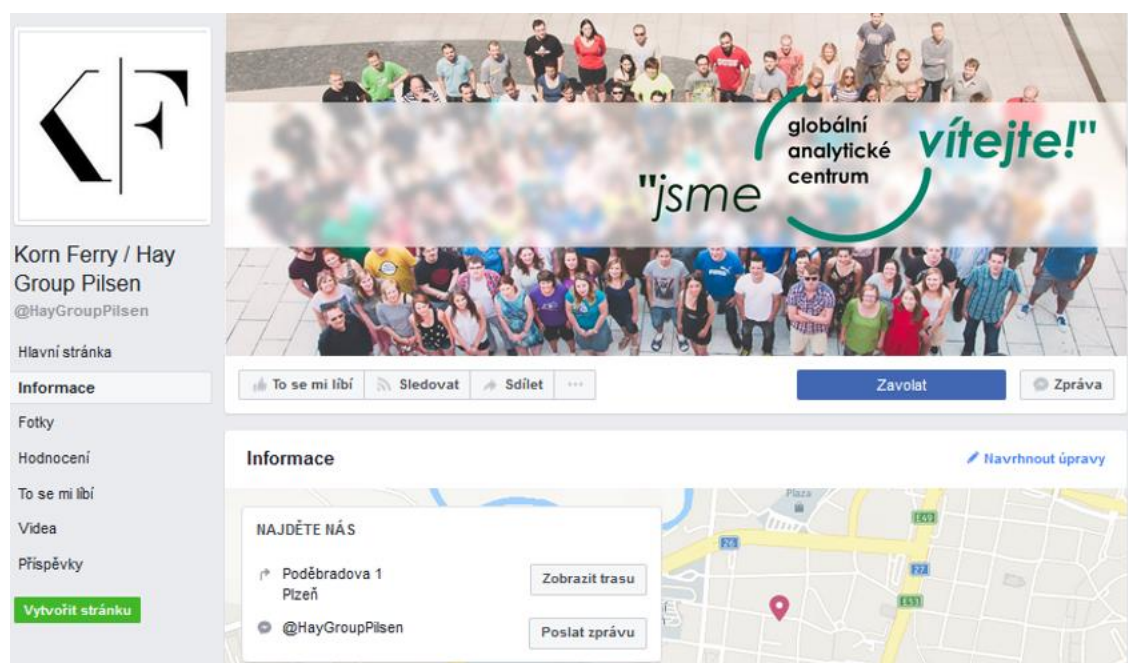 KF
globální
analytické
centrum
"jsme
vítejte!"
Korn Ferry / Hay
Group Pilsen
@HayGroupPilsen
Hlavní stránka
Informace
Fotky
Hodnocení
To se mi líbí
Videa
Příspěvky
Vytvořit stránku
To se mi líbí
Sledovat
Sdílet
...
Zavolat
Zpráva
Informace
Navrhnout úpravy
NAJDĚTE NÁS
Poděbradova 1
Plzeň
Zobrazit trasu
@HayGroupPilsen
Poslat zprávu
Plaza
E49
26
27